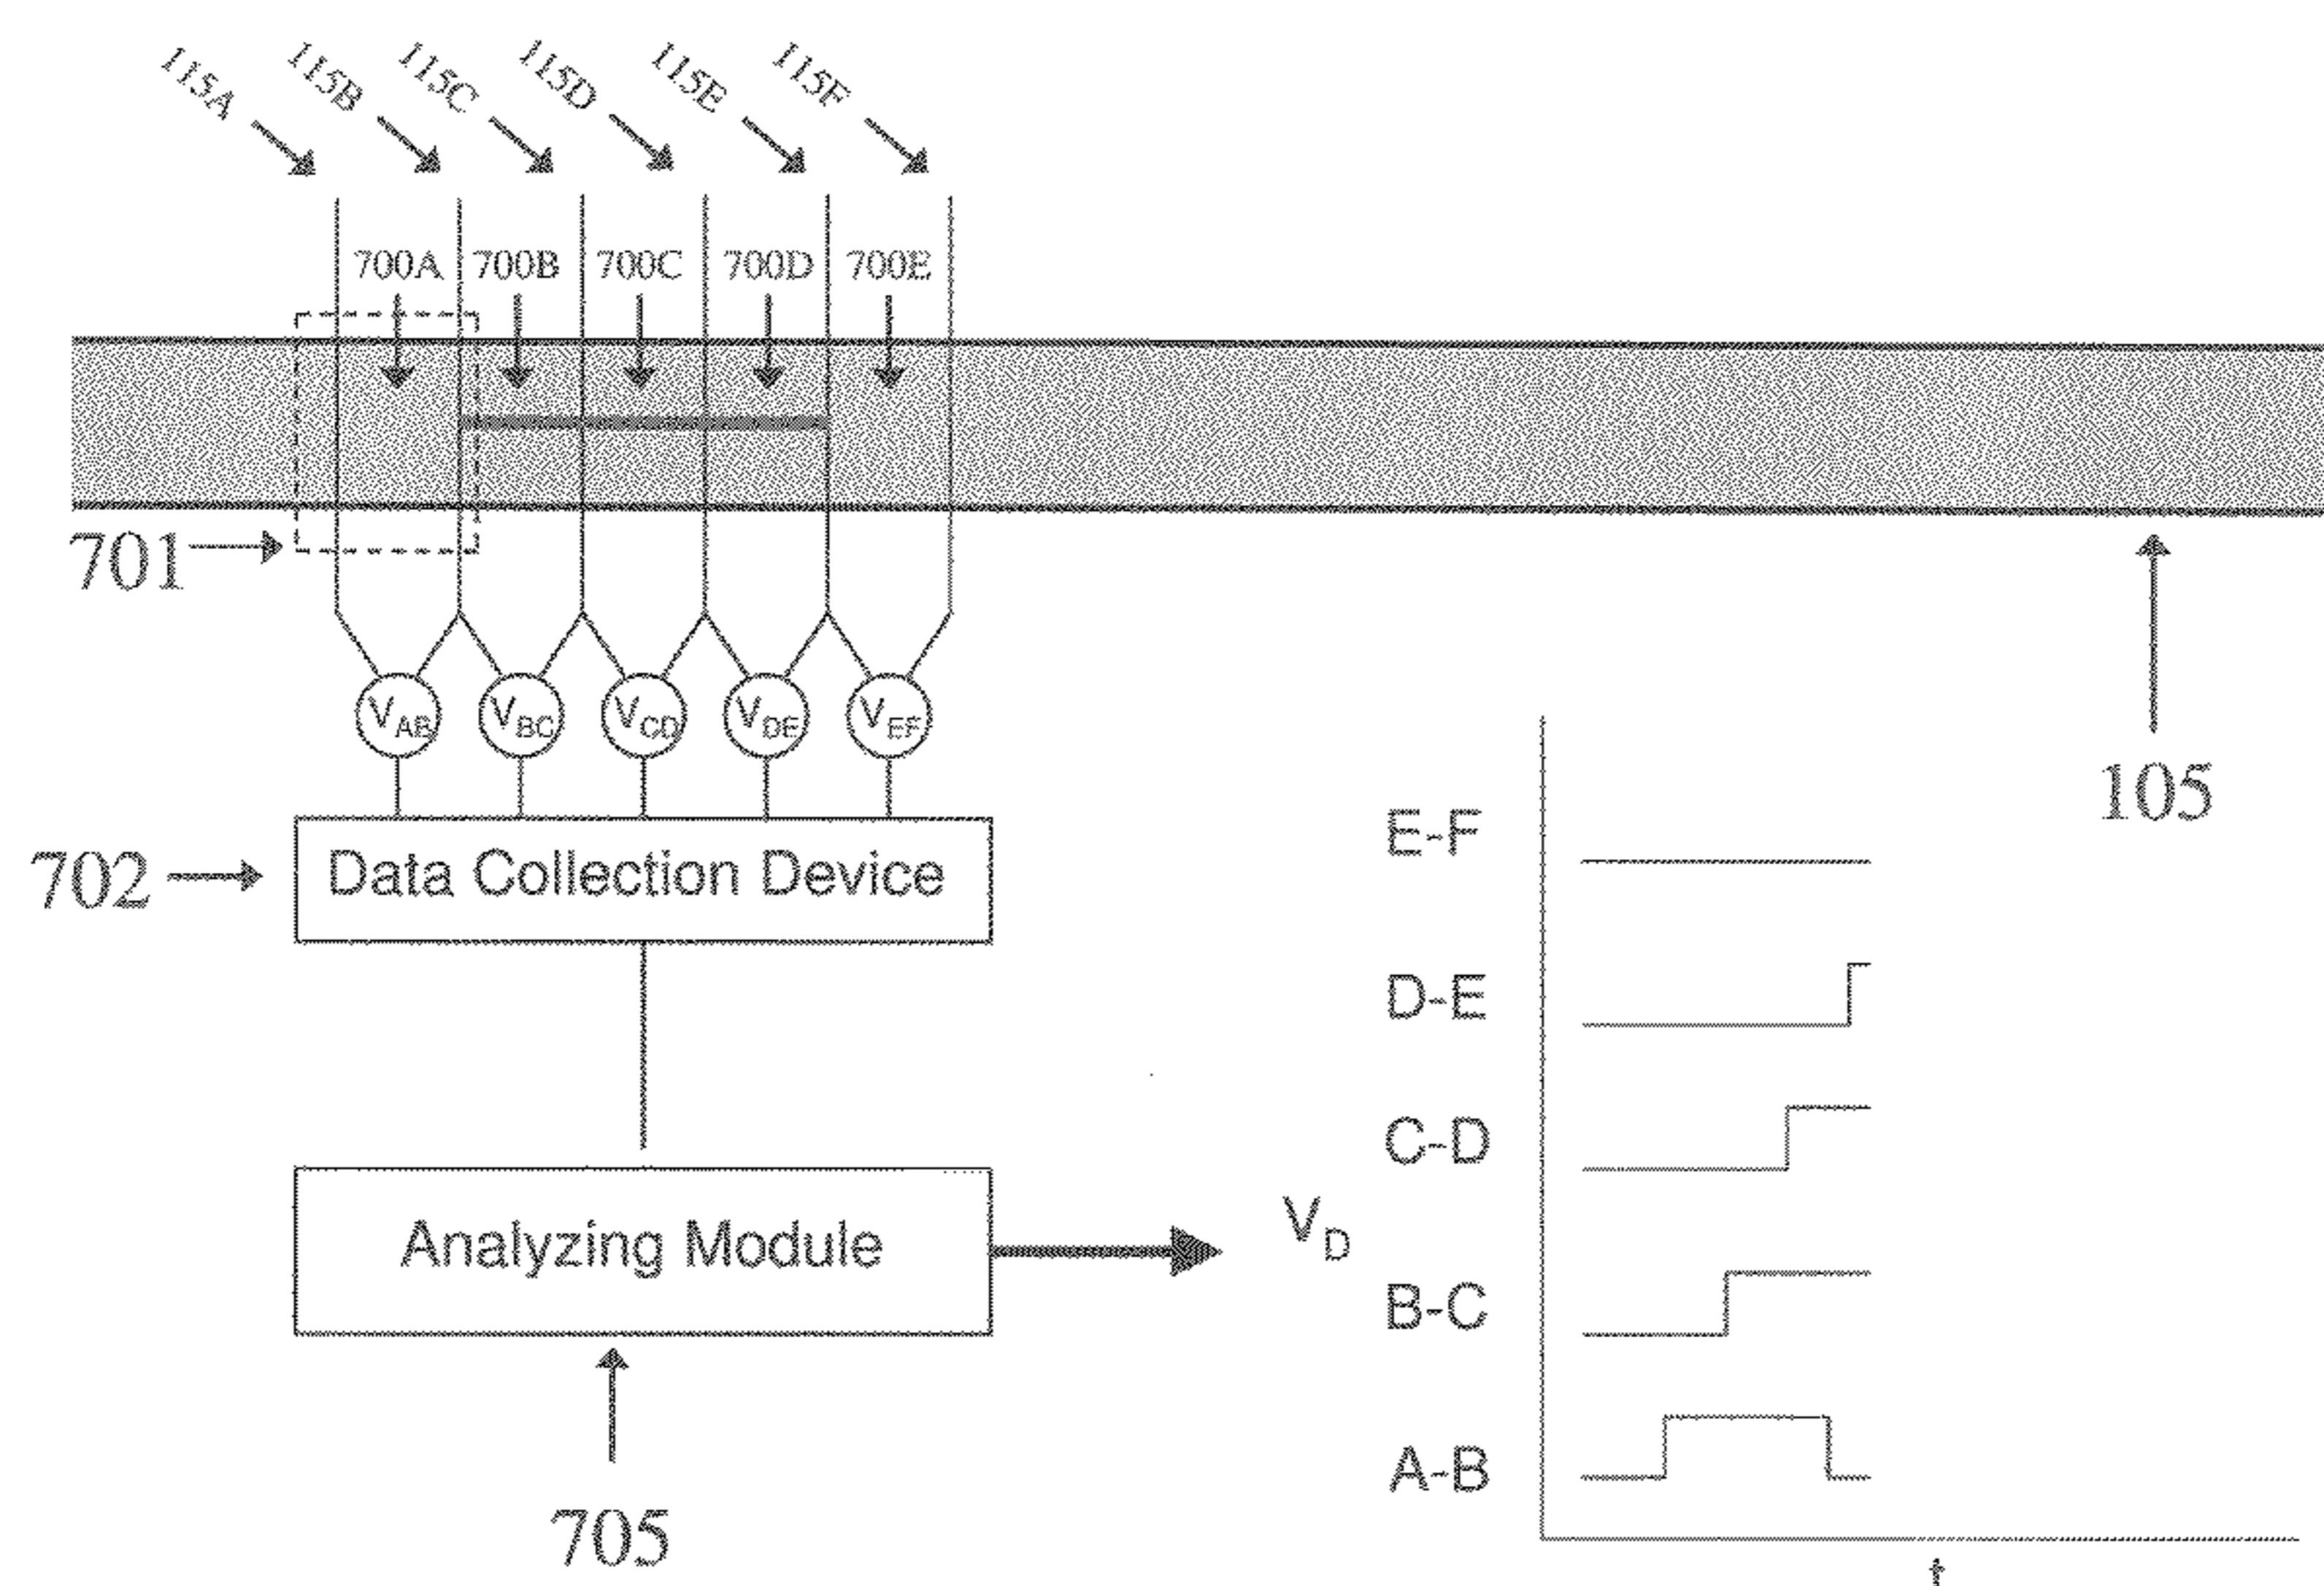 115A 115B 115C 115D 115E 115F
700A 700B 700C 700D 700E
701
V_AB V_BC V_CD V_DE V_EF
105
702
Data Collection Device
E-F
D-E
C-D
V_D
Analyzing Module
B-C
A-B
705
t